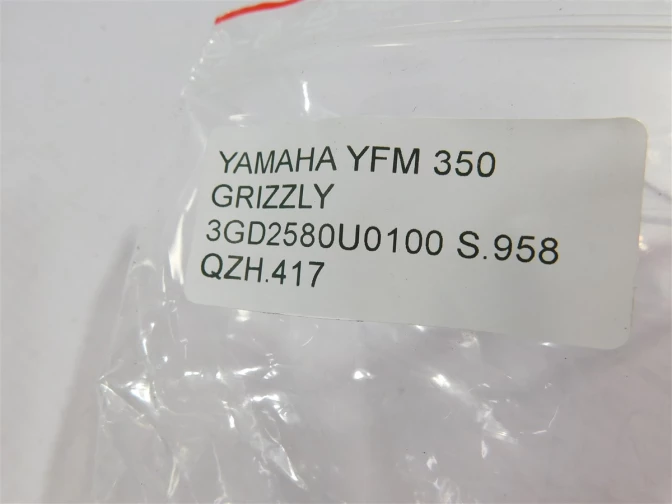 YAMAHA YFM 350
GRIZZLY
3GD2580U0100 S.958
QZH.417